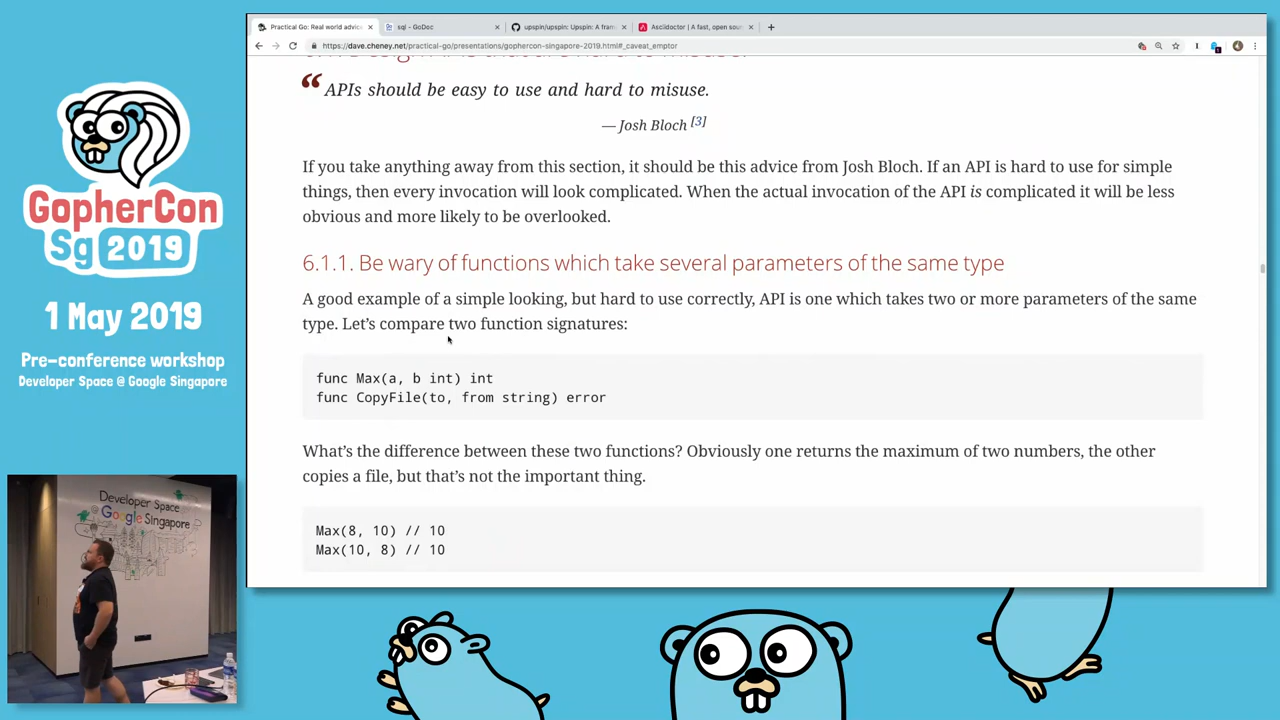 Practical Go: Real world advice
sql - GoDoc
upspin/upspin: Upspin: A fram
Asciidoctor | A fast, open sour
https://dave.cheney.net/practical-go/presentations/gophercon-singapore-2019.html#_caveat_emptor
“ APIs should be easy to use and hard to misuse.
— Josh Bloch [3]
If you take anything away from this section, it should be this advice from Josh Bloch. If an API is hard to use for simple
things, then every invocation will look complicated. When the actual invocation of the API is complicated it will be less
obvious and more likely to be overlooked.
6.1.1. Be wary of functions which take several parameters of the same type
A good example of a simple looking, but hard to use correctly, API is one which takes two or more parameters of the same
type. Let’s compare two function signatures:
func Max(a, b int) int
func CopyFile(to, from string) error
What’s the difference between these two functions? Obviously one returns the maximum of two numbers, the other
copies a file, but that’s not the important thing.
Max(8, 10) // 10
Max(10, 8) // 10
GopherCon
Sg 2019
1 May 2019
Pre-conference workshop
Developer Space @ Google Singapore
Developer Space
Google Singapore